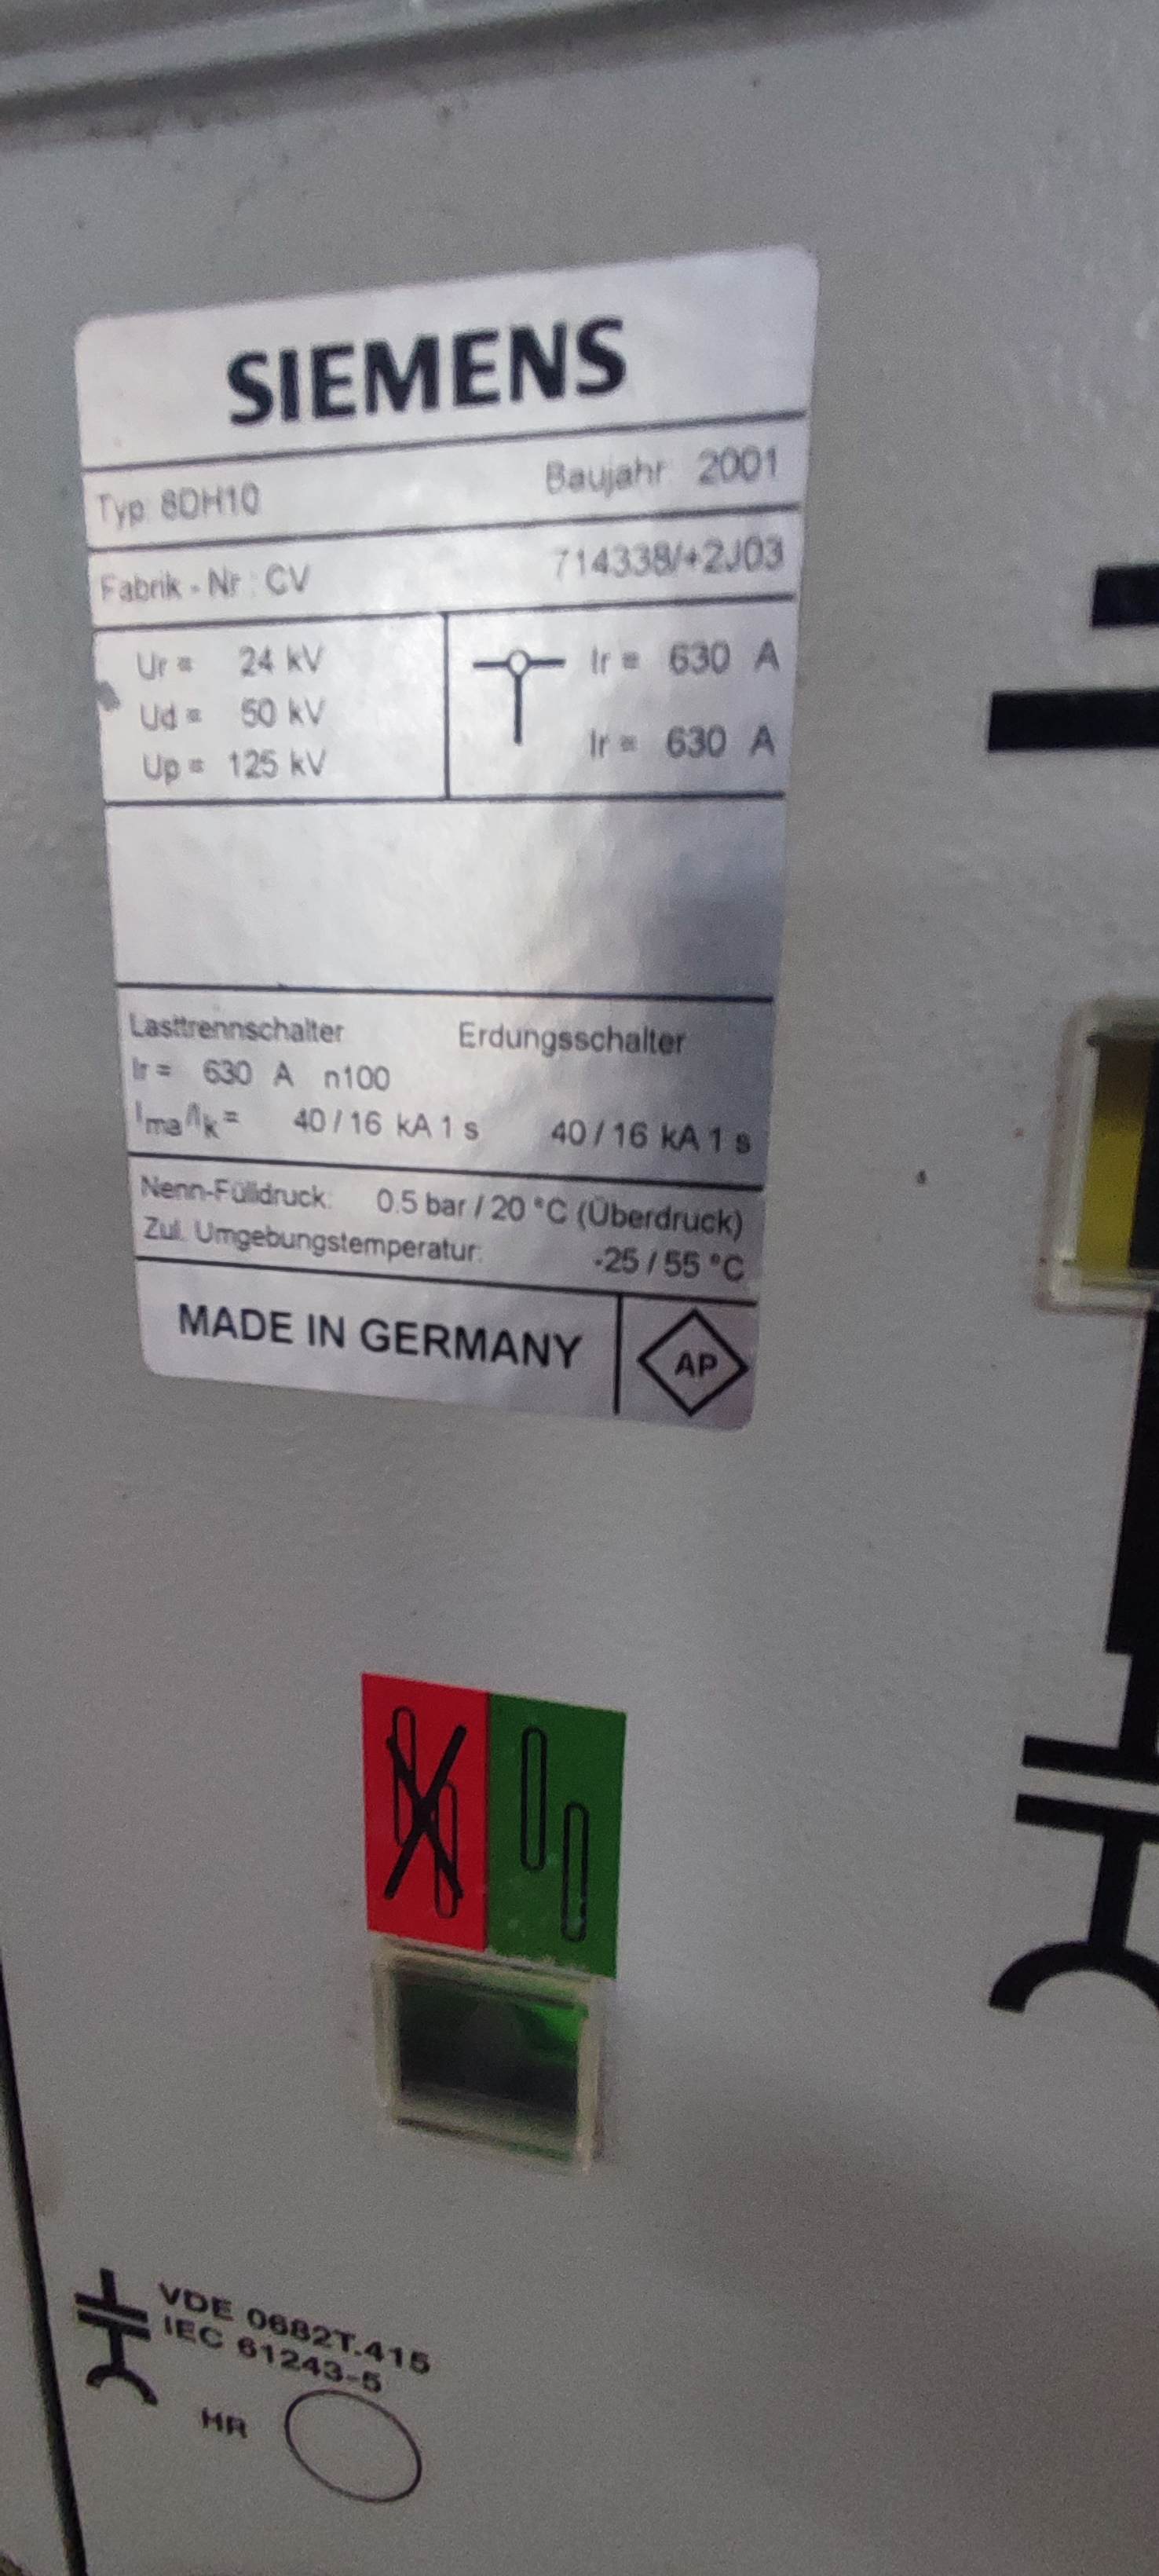 SIEMENS
Typ 8DH10 Baujahr 2001
Fabrik - Nr : CV 714338/+2J03
Ur = 24 kV Ir = 630 A
Ud = 50 kV
Up = 125 kV Ir = 630 A
Lasttrennschalter Erdungsschalter
Ir = 630 A n100
Ima/Ik = 40 / 16 kA 1 s 40 / 16 kA 1 s
Nenn-Fülldruck: 0.5 bar / 20 °C (Überdruck)
Zul. Umgebungstemperatur: -25 / 55 °C
MADE IN GERMANY AP
VDE 0682T.415
IEC 61243-5
HR